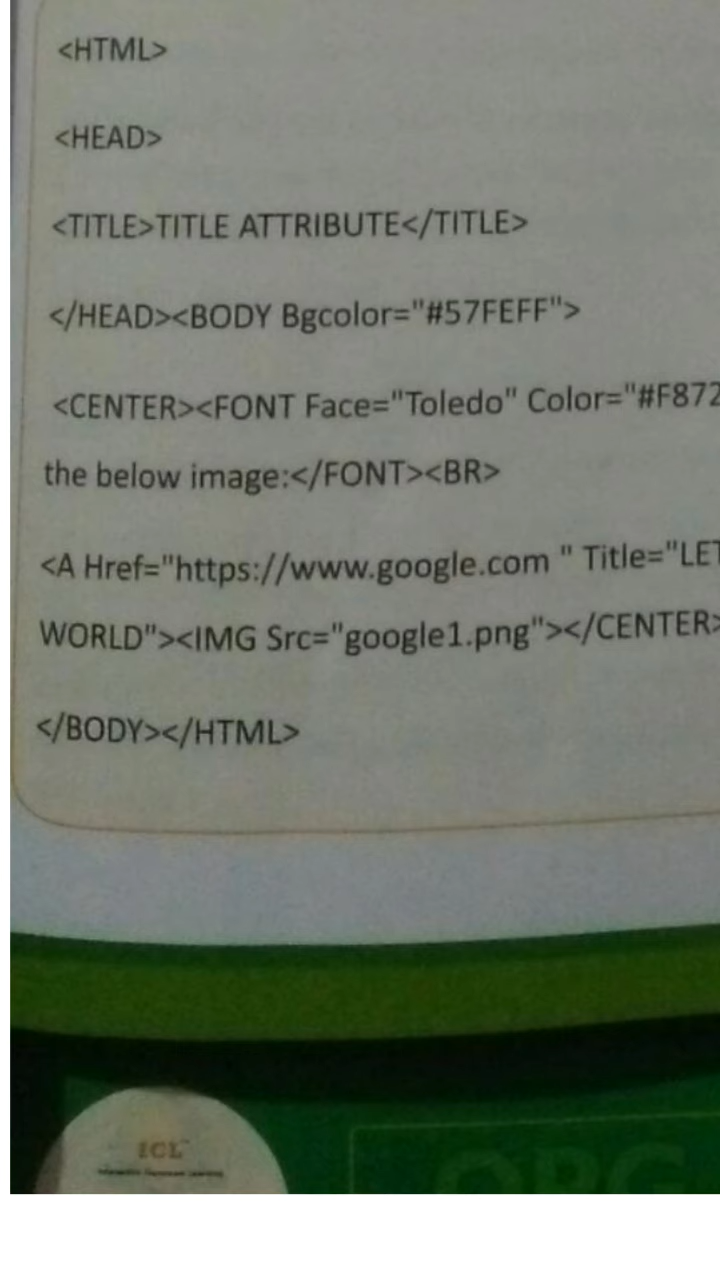 <HTML>
<HEAD>
<TITLE>TITLE ATTRIBUTE</TITLE>
</HEAD><BODY Bgcolor="#57FEFF">
<CENTER><FONT Face="Toledo" Color="#F872
the below image:</FONT><BR>
<A Href="https://www.google.com " Title="LET
WORLD"><IMG Src="google1.png"></CENTER>
</BODY></HTML>
ICL